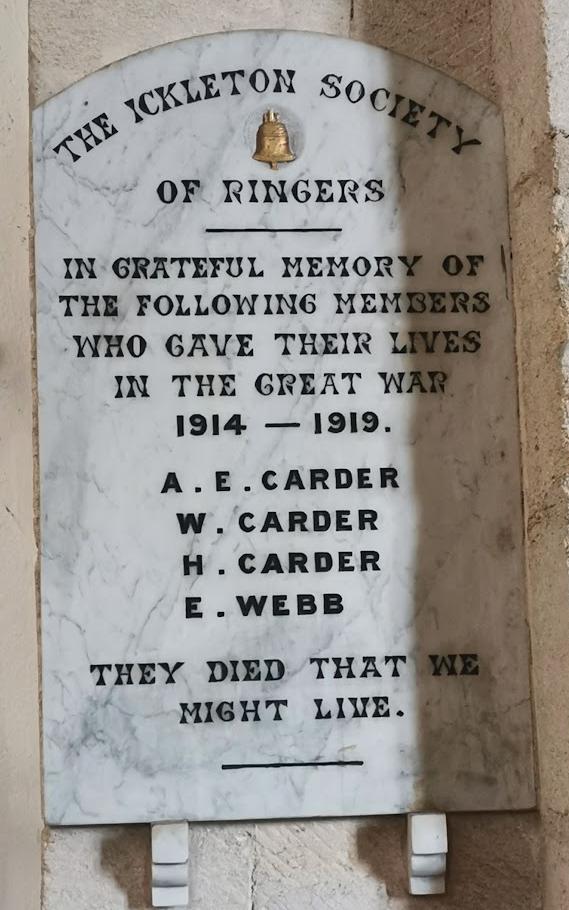 THE ICKLETON SOCIETY
OF RINGERS
IN GRATEFUL MEMORY OF
THE FOLLOWING MEMBERS
WHO GAVE THEIR LIVES
IN THE GREAT WAR
1914 — 1919.
A. E. CARDER
W. CARDER
H. CARDER
E. WEBB
THEY DIED THAT WE
MIGHT LIVE.